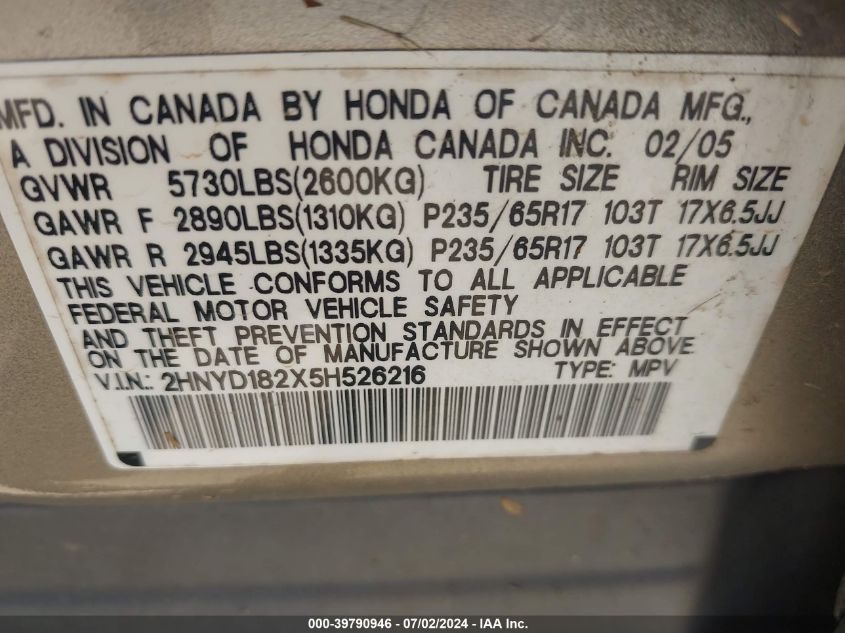 MFD. IN CANADA BY HONDA OF CANADA MFG.,
A DIVISION OF HONDA CANADA INC. 02/05
GVWR 5730LBS(2600KG) TIRE SIZE RIM SIZE
GAWR F 2890LBS(1310KG) P235/65R17 103T 17X6.5JJ
GAWR R 2945LBS(1335KG) P235/65R17 103T 17X6.5JJ
THIS VEHICLE CONFORMS TO ALL APPLICABLE
FEDERAL MOTOR VEHICLE SAFETY
AND THEFT PREVENTION STANDARDS IN EFFECT
ON THE DATE OF MANUFACTURE SHOWN ABOVE.
V.I.N.: 2HNYD182X5H526216 TYPE: MPV
000-39790946 - 07/02/2024 - IAA Inc.